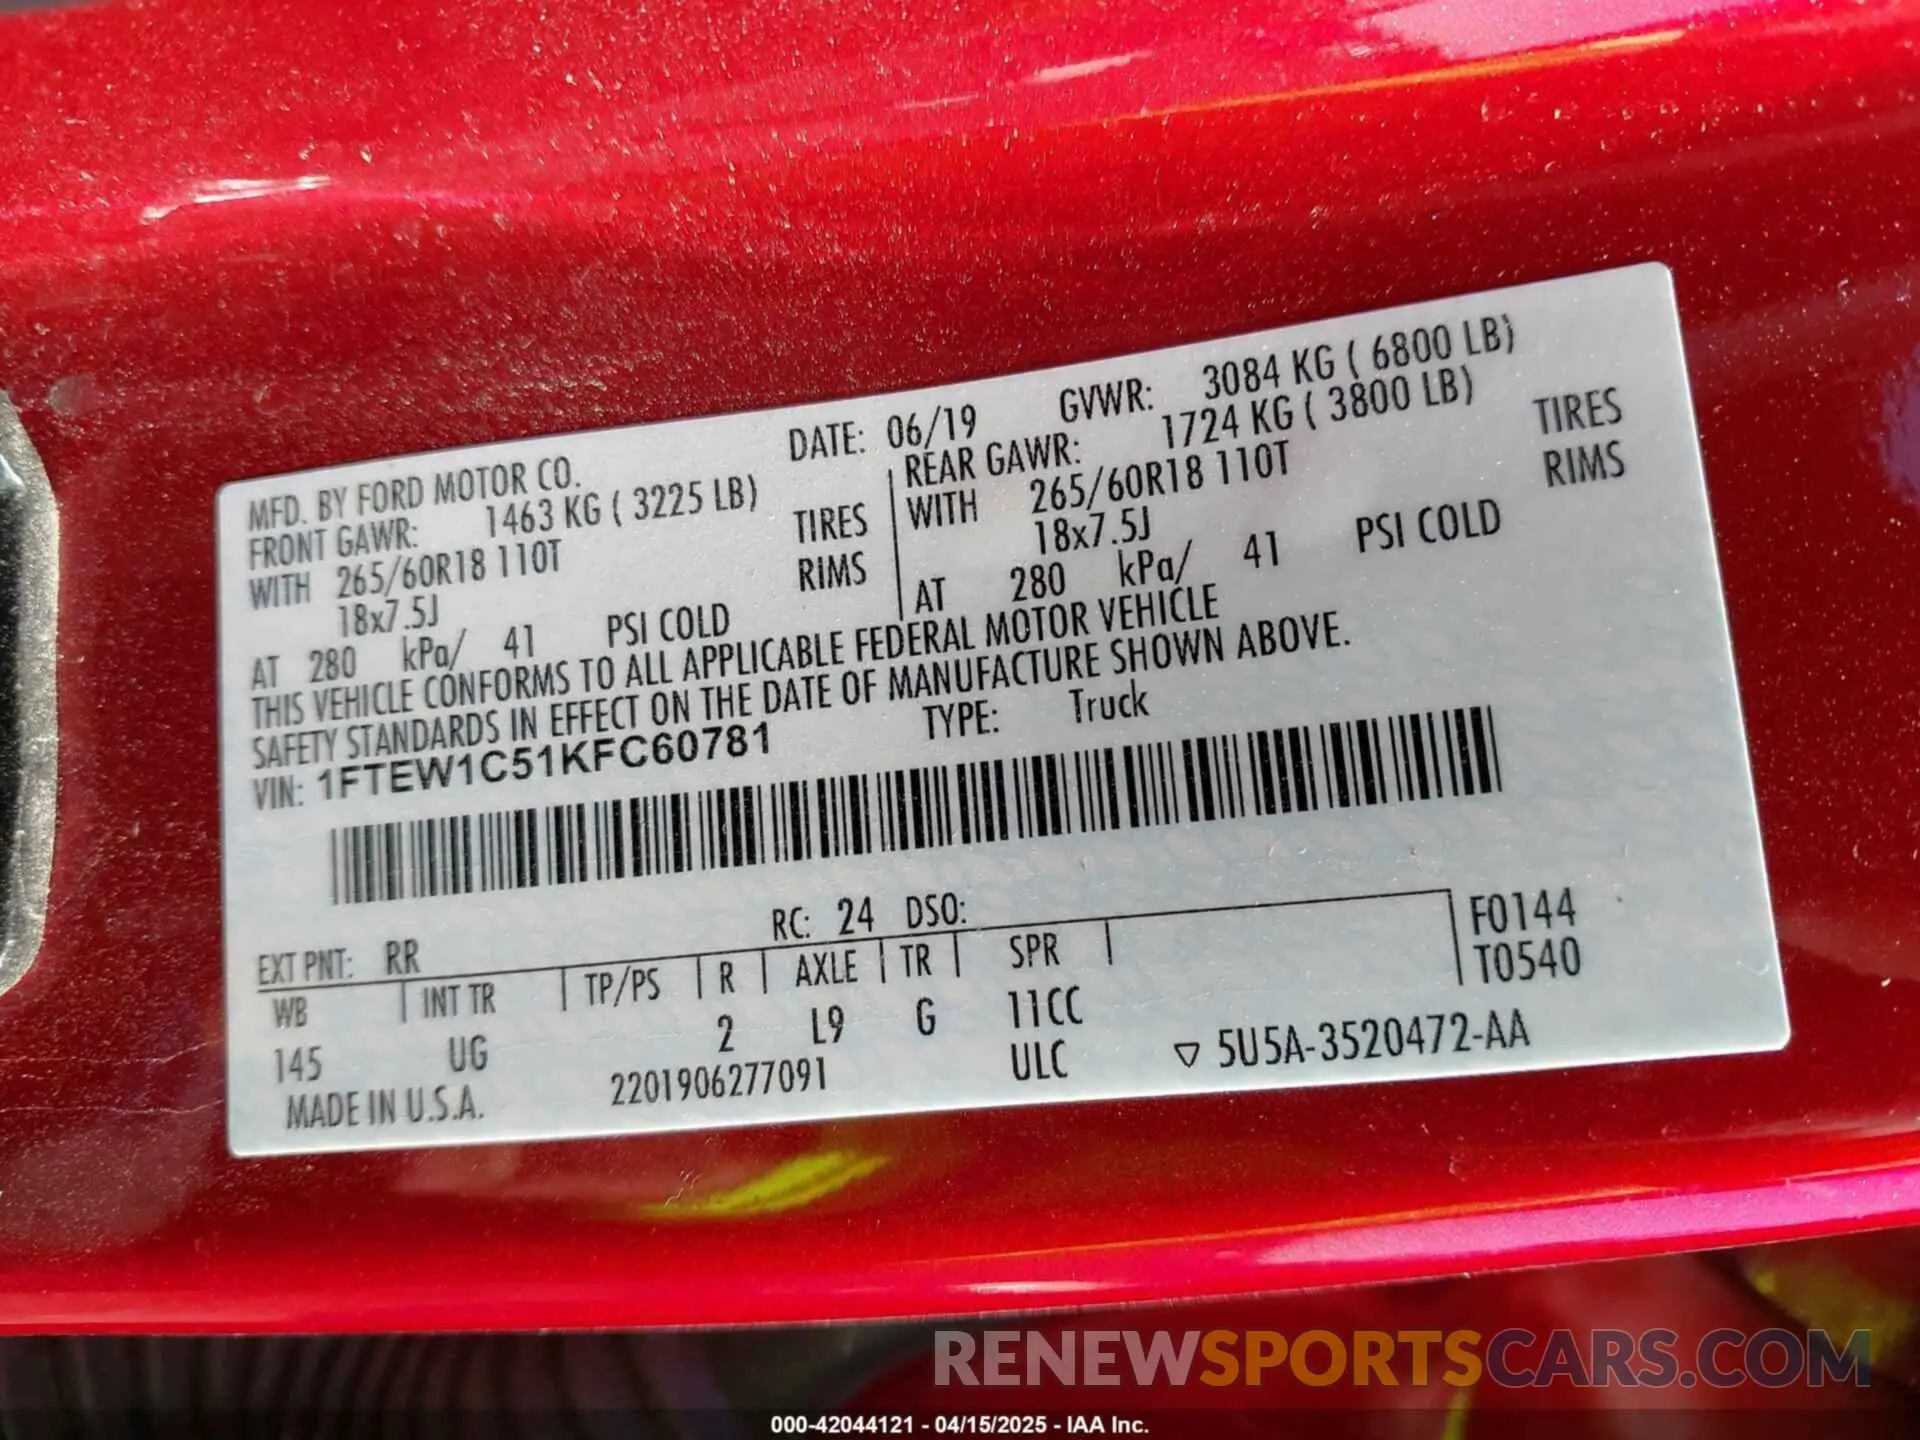 MFD. BY FORD MOTOR CO. DATE: 06/19 GVWR: 3084 KG ( 6800 LB)
FRONT GAWR: 1463 KG ( 3225 LB)
WITH 265/60R18 110T TIRES
18x7.5J RIMS
AT 280 kPa/ 41 PSI COLD
REAR GAWR: 1724 KG ( 3800 LB)
WITH 265/60R18 110T TIRES
18x7.5J RIMS
AT 280 kPa/ 41 PSI COLD
THIS VEHICLE CONFORMS TO ALL APPLICABLE FEDERAL MOTOR VEHICLE
SAFETY STANDARDS IN EFFECT ON THE DATE OF MANUFACTURE SHOWN ABOVE.
VIN: 1FTEW1C51KFC60781 TYPE: Truck
EXT PNT: RR RC: 24 DSO:
WB INT TR TP/PS R AXLE TR SPR
145 UG 2 L9 G 11CC
ULC
F0144
T0540
MADE IN U.S.A. 2201906277091 ▽ 5U5A-3520472-AA
RENEWSPORTSCARS.COM
000-42044121 - 04/15/2025 - IAA Inc.